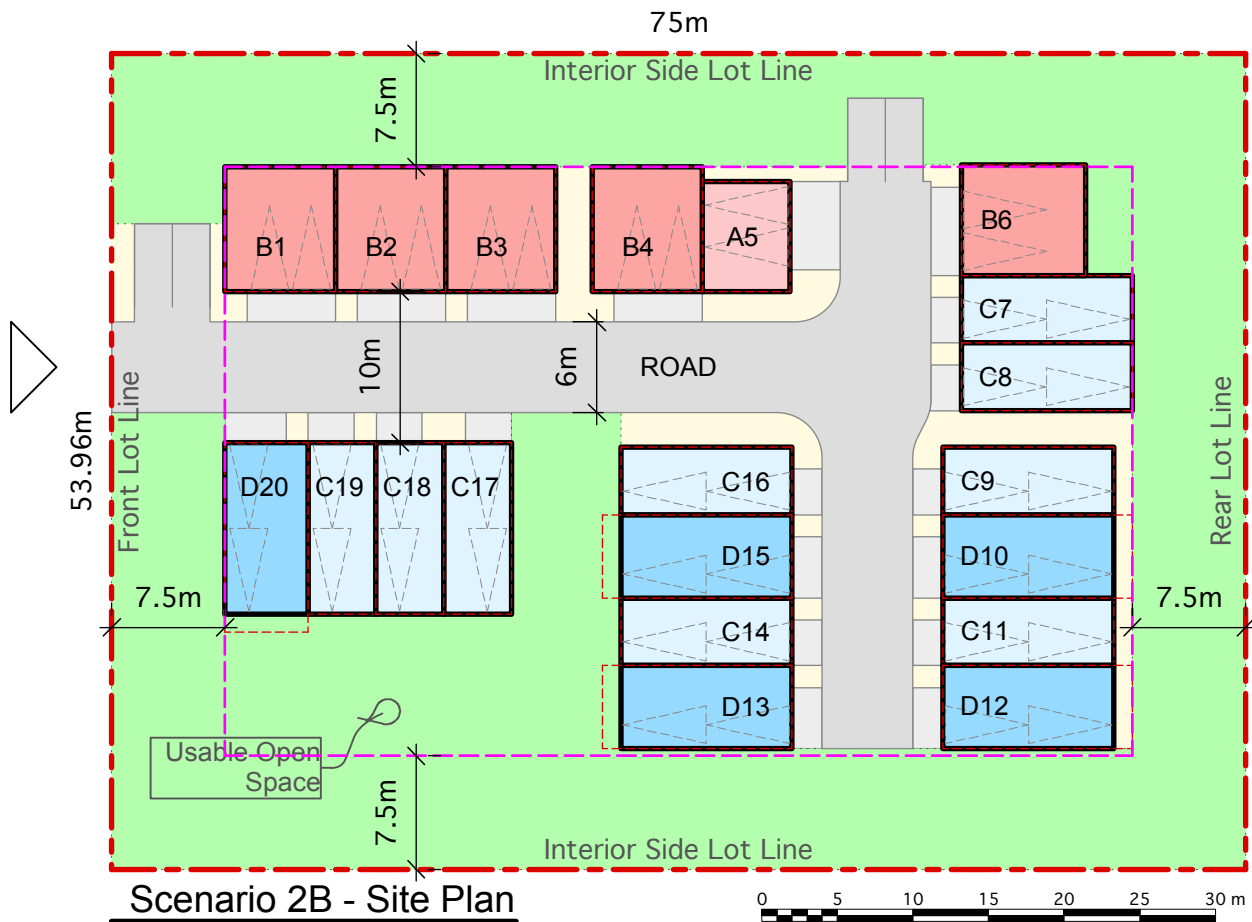 75m
Interior Side Lot Line
7.5m
B1
B2
B3
B4
A5
B6
C7
C8
10m
6m
ROAD
53.96m
Front Lot Line
Rear Lot Line
D20
C19
C18
C17
C16
D15
C14
D13
C9
D10
C11
D12
7.5m
7.5m
Usable Open
Space
7.5m
Interior Side Lot Line
Scenario 2B - Site Plan
0 5 10 15 20 25 30 m